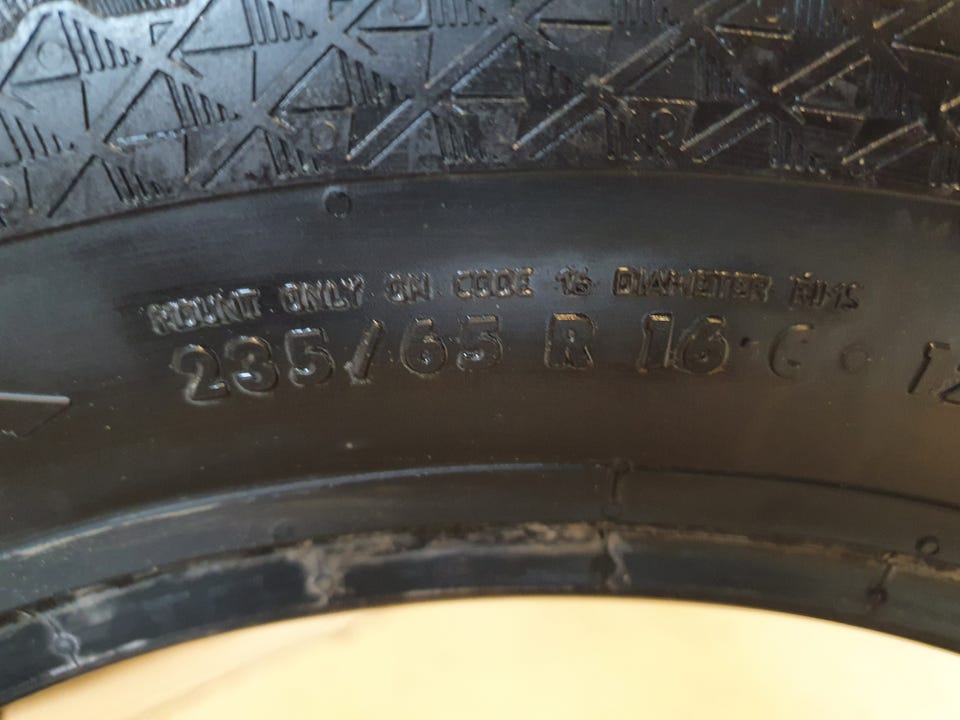 MOUNT ONLY ON CODE 16 DIAMETER RIMS
235/65 R 16 C